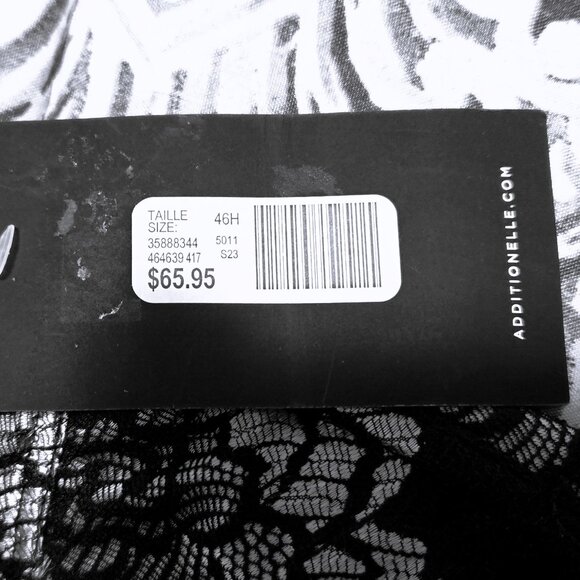 TAILLE 46H
SIZE:
35888344 5011
464639 417 S23
$65.95
ADDITIONELLE.COM